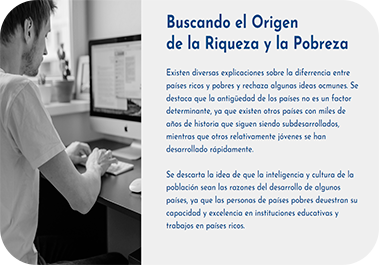 Buscando el Origen
de la Riqueza y la Pobreza
Existen diversas explicaciones sobre la diferrencia entre
países ricos y pobres y rechaza algunas ideas ocmunes. Se
destaca que la antigüedad de los países no es un factor
determinante, ya que existen otros países con miles de
años de historia que siguen siendo subdesarrollados,
mientras que otros relativamente jóvenes se han
desarrollado rápidamente.
Se descarta la idea de que la inteligencia y cultura de la
población sean las razones del desarrollo de algunos
países, ya que los personas de países pobres deuestran su
capacidad y excelencia en instituciones educativas y
trabajos en países ricos.